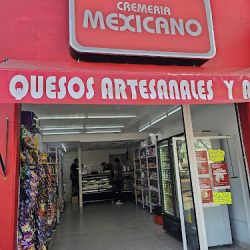 CREMERIA
MEXICANO
QUESOS ARTESANALES Y A